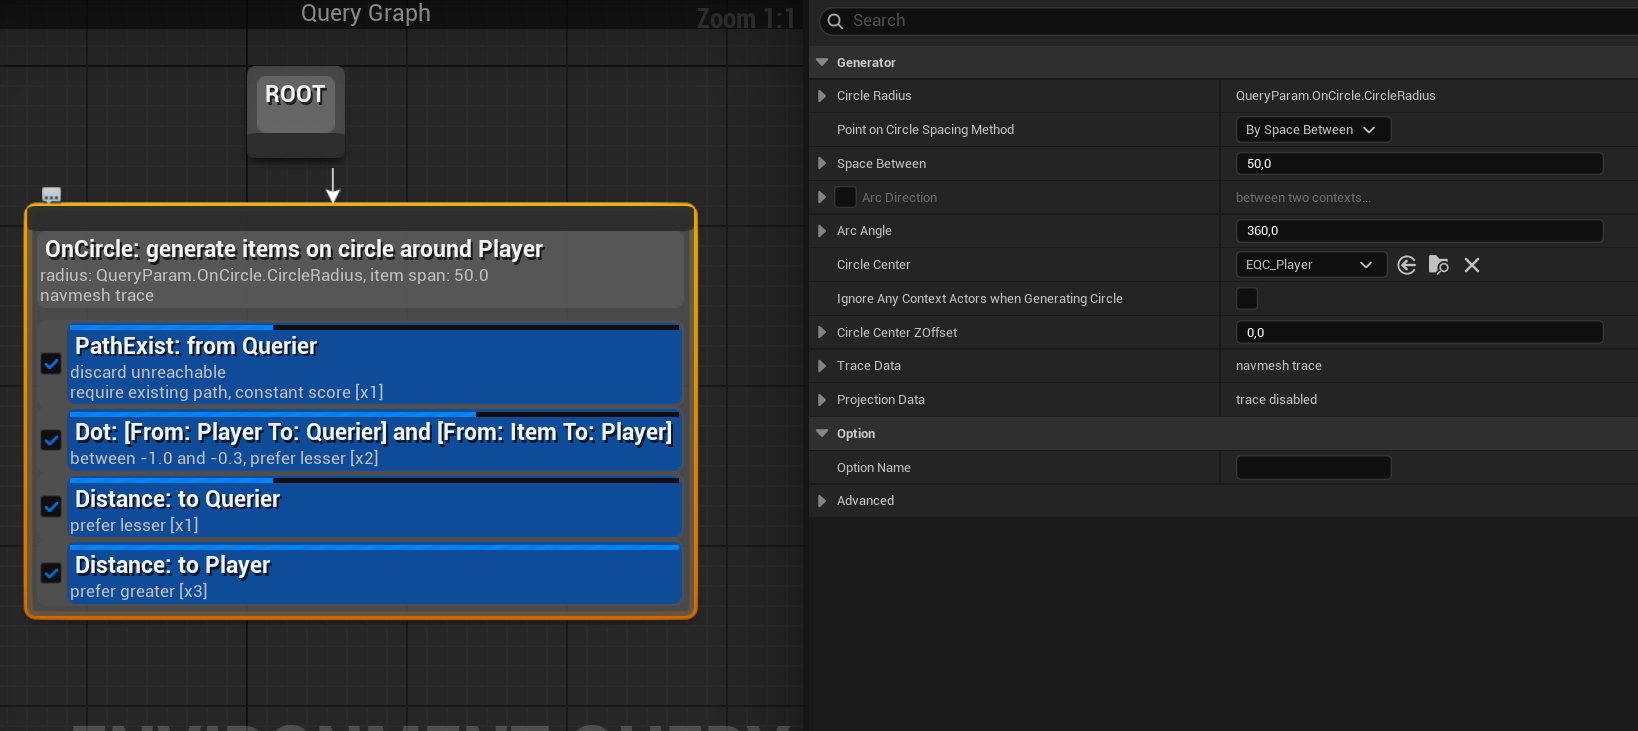 Query Graph
Zoom 1:1
ROOT
OnCircle: generate items on circle around Player
radius: QueryParam.OnCircle.CircleRadius, item span: 50.0
navmesh trace
PathExist: from Querier
discard unreachable
require existing path, constant score [x1]
Dot: [From: Player To: Querier] and [From: Item To: Player]
between -1.0 and -0.3, prefer lesser [x2]
Distance: to Querier
prefer lesser [x1]
Distance: to Player
prefer greater [x3]
ENVIRONMENT QUERY
Search
Generator
Circle Radius QueryParam.OnCircle.CircleRadius
Point on Circle Spacing Method By Space Between
Space Between 50,0
Arc Direction between two contexts...
Arc Angle 360,0
Circle Center EQC_Player
Ignore Any Context Actors when Generating Circle
Circle Center ZOffset 0,0
Trace Data navmesh trace
Projection Data trace disabled
Option
Option Name
Advanced